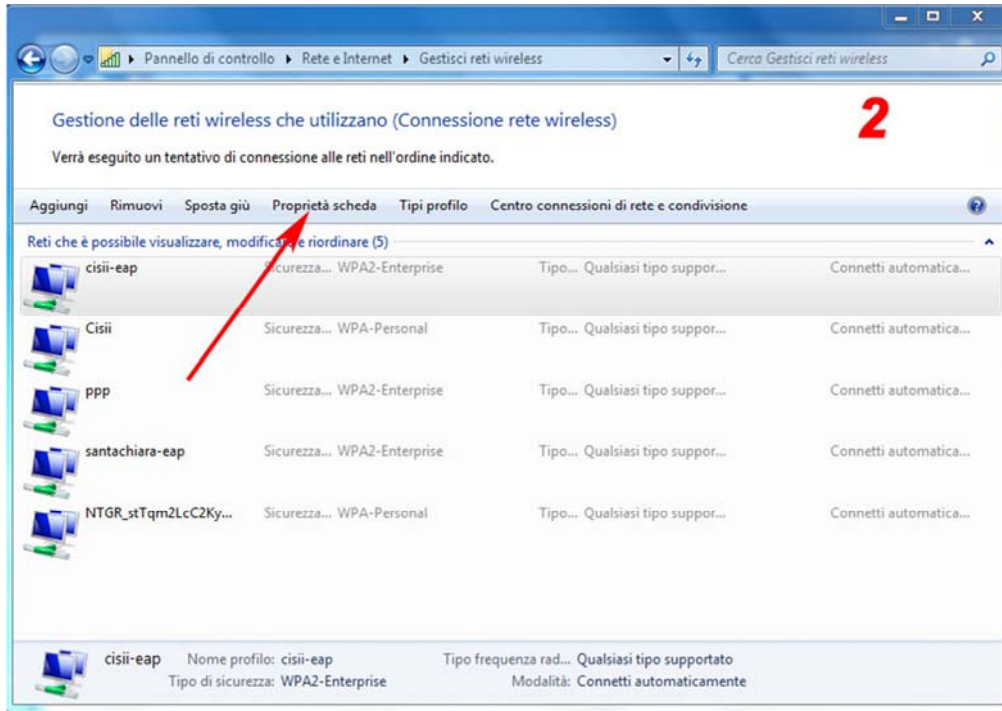 Pannello di controllo ▸ Rete e Internet ▸ Gestisci reti wireless
Cerca Gestisci reti wireless
Gestione delle reti wireless che utilizzano (Connessione rete wireless)
2
Verrà eseguito un tentativo di connessione alle reti nell'ordine indicato.
Aggiungi Rimuovi Sposta giù Proprietà scheda Tipi profilo Centro connessioni di rete e condivisione
Reti che è possibile visualizzare, modificare e riordinare (5)
cisii-eap Sicurezza... WPA2-Enterprise Tipo... Qualsiasi tipo suppor... Connetti automatica...
Cisii Sicurezza... WPA-Personal Tipo... Qualsiasi tipo suppor... Connetti automatica...
ppp Sicurezza... WPA2-Enterprise Tipo... Qualsiasi tipo suppor... Connetti automatica...
santachiara-eap Sicurezza... WPA2-Enterprise Tipo... Qualsiasi tipo suppor... Connetti automatica...
NTGR_stTqm2LcC2Ky... Sicurezza... WPA-Personal Tipo... Qualsiasi tipo suppor... Connetti automatica...
cisii-eap Nome profilo: cisii-eap Tipo frequenza rad... Qualsiasi tipo supportato
Tipo di sicurezza: WPA2-Enterprise Modalità: Connetti automaticamente